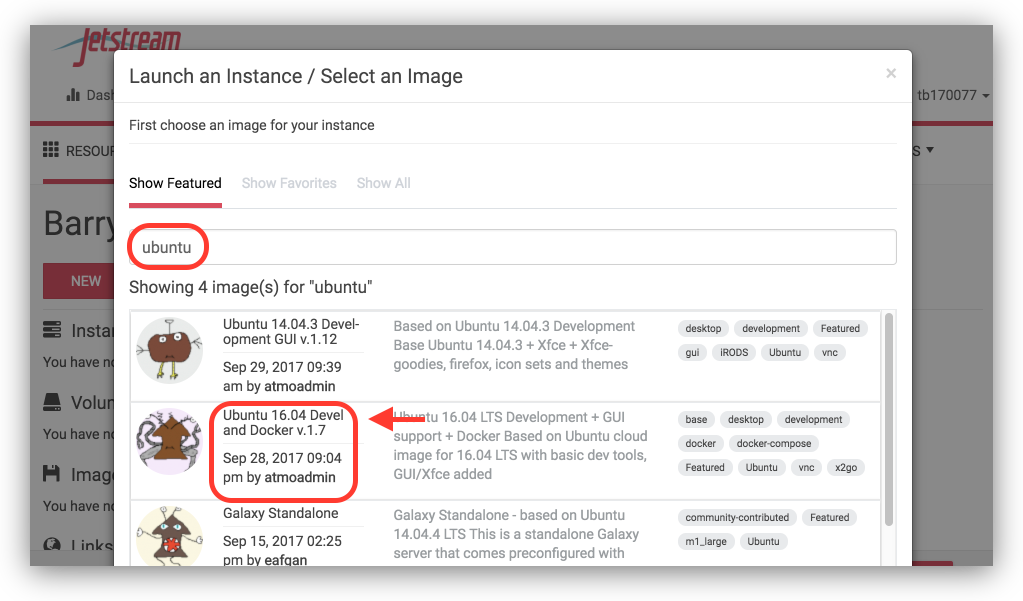 Jetstream
Launch an Instance / Select an Image
×
Dash
tb170077
First choose an image for your instance
RESOUR
S
Show Featured Show Favorites Show All
Barry
ubuntu
NEW
Showing 4 image(s) for "ubuntu"
Instan
You have no
Volun
You have no
Image
You have no
Links
Ubuntu 14.04.3 Devel-
opment GUI v.1.12
Sep 29, 2017 09:39
am by atmoadmin
Based on Ubuntu 14.04.3 Development
Base Ubuntu 14.04.3 + Xfce + Xfce-
goodies, firefox, icon sets and themes
desktop development Featured
gui iRODS Ubuntu vnc
Ubuntu 16.04 Devel
and Docker v.1.7
Sep 28, 2017 09:04
pm by atmoadmin
Ubuntu 16.04 LTS Development + GUI
support + Docker Based on Ubuntu cloud
image for 16.04 LTS with basic dev tools,
GUI/Xfce added
base desktop development
docker docker-compose
Featured Ubuntu vnc x2go
Galaxy Standalone
Sep 15, 2017 02:25
pm by eafgan
Galaxy Standalone - based on Ubuntu
14.04.4 LTS This is a standalone Galaxy
server that comes preconfigured with
community-contributed Featured
m1_large Ubuntu